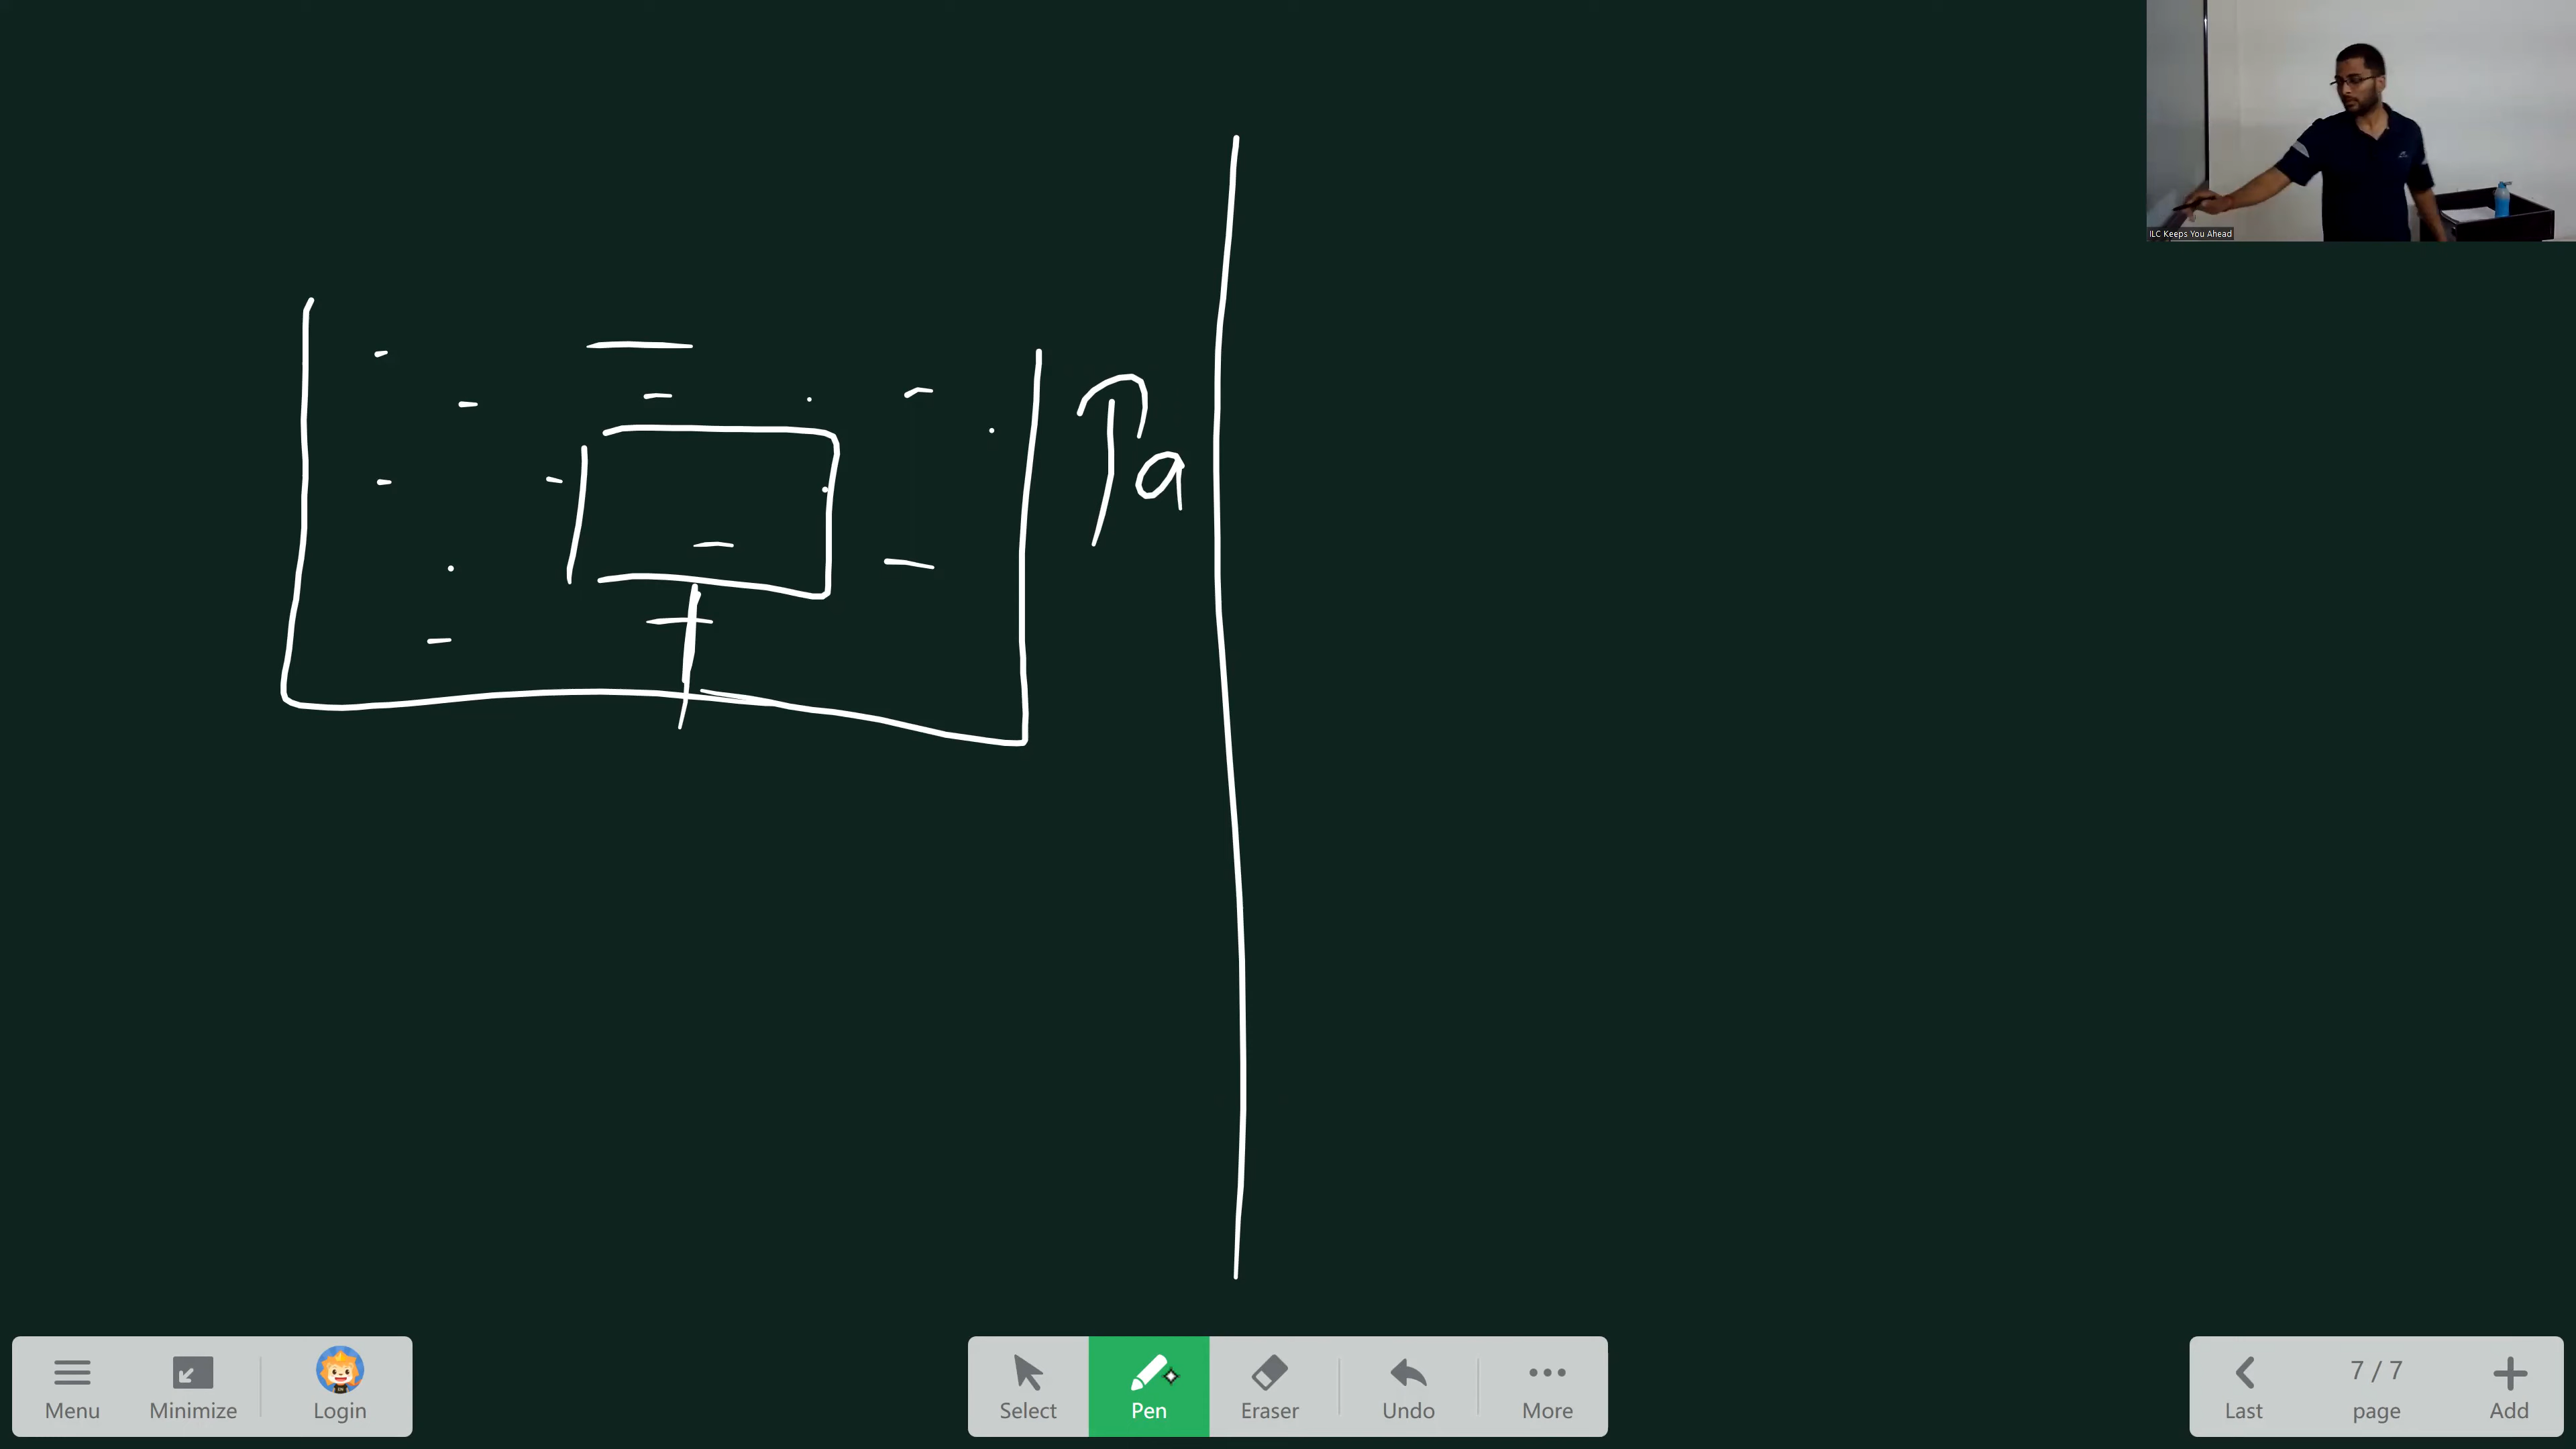 ILC Keeps You Ahead
Pa
Menu
Minimize
Login
Select
Pen
Eraser
Undo
More
Last
7 / 7
page
Add